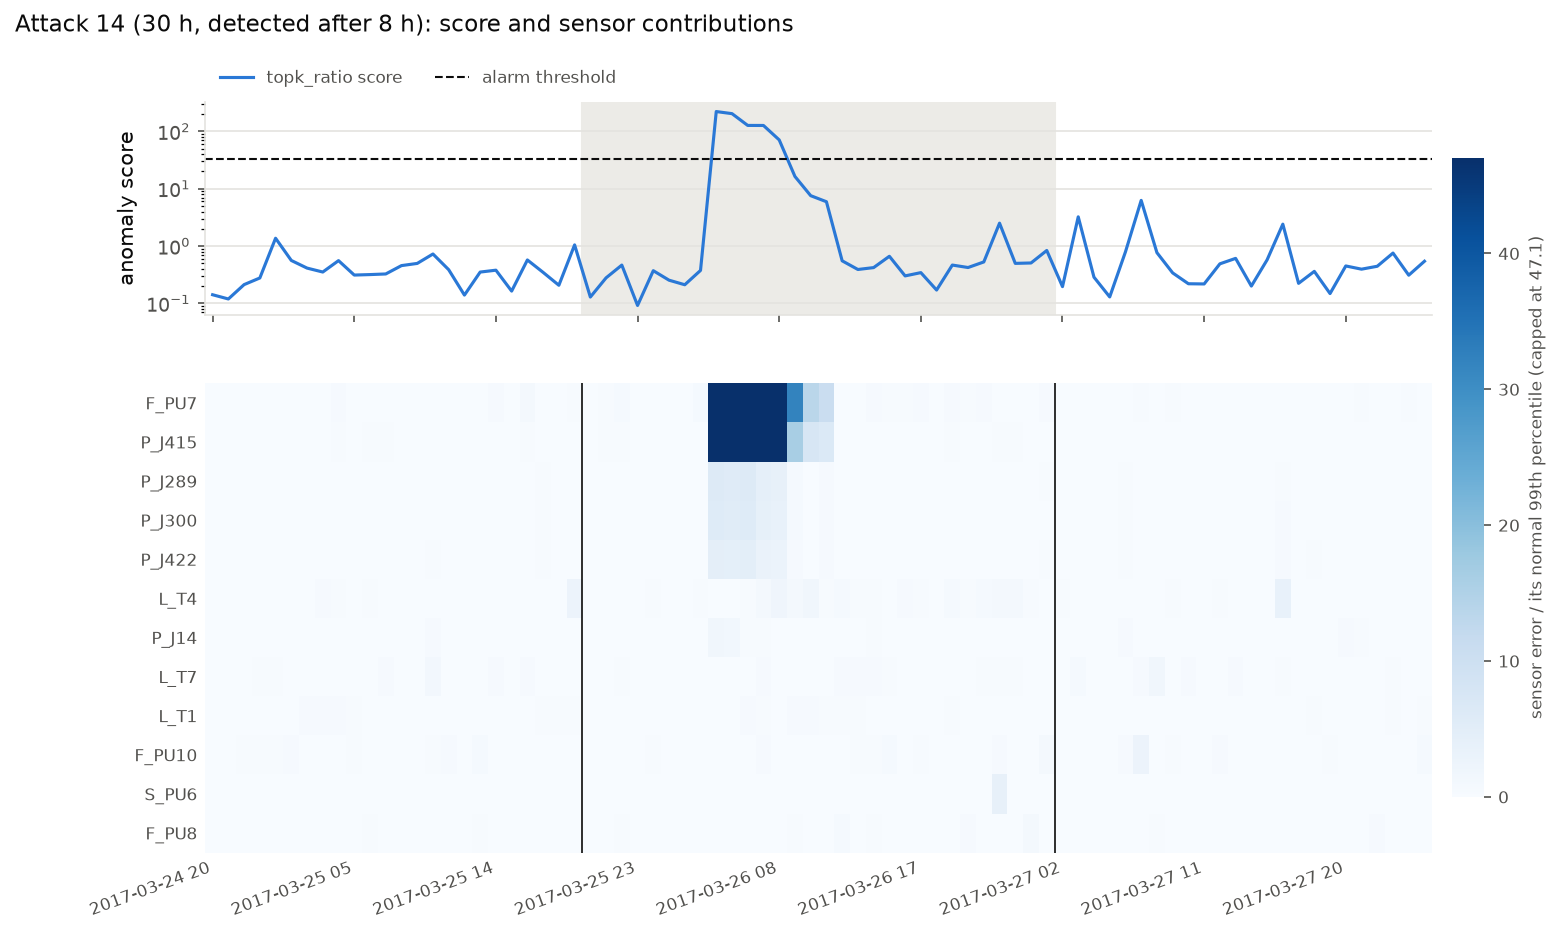 Attack 14 (30 h, detected after 8 h): score and sensor contributions
topk_ratio score
alarm threshold
anomaly score
10²
10¹
10⁰
10⁻¹
F_PU7
P_J415
P_J289
P_J300
P_J422
L_T4
P_J14
L_T7
L_T1
F_PU10
S_PU6
F_PU8
2017-03-24 20
2017-03-25 05
2017-03-25 14
2017-03-25 23
2017-03-26 08
2017-03-26 17
2017-03-27 02
2017-03-27 11
2017-03-27 20
40
30
20
10
0
sensor error / its normal 99th percentile (capped at 47.1)